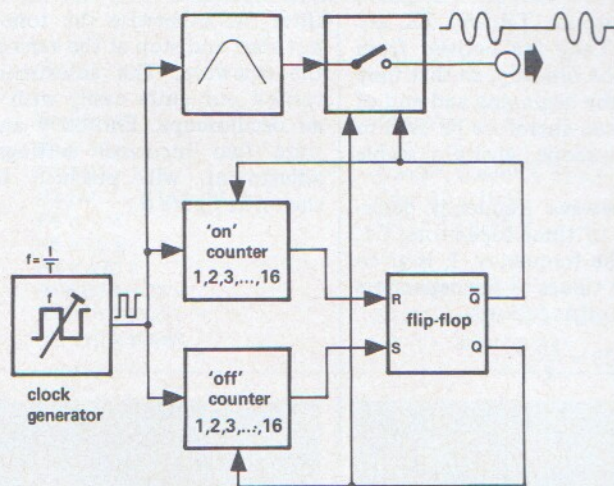 'on'
counter
1,2,3,...,16
f = 1/T
f
R
Q̅
flip-flop
S
Q
clock
generator
'off'
counter
1,2,3,...,16